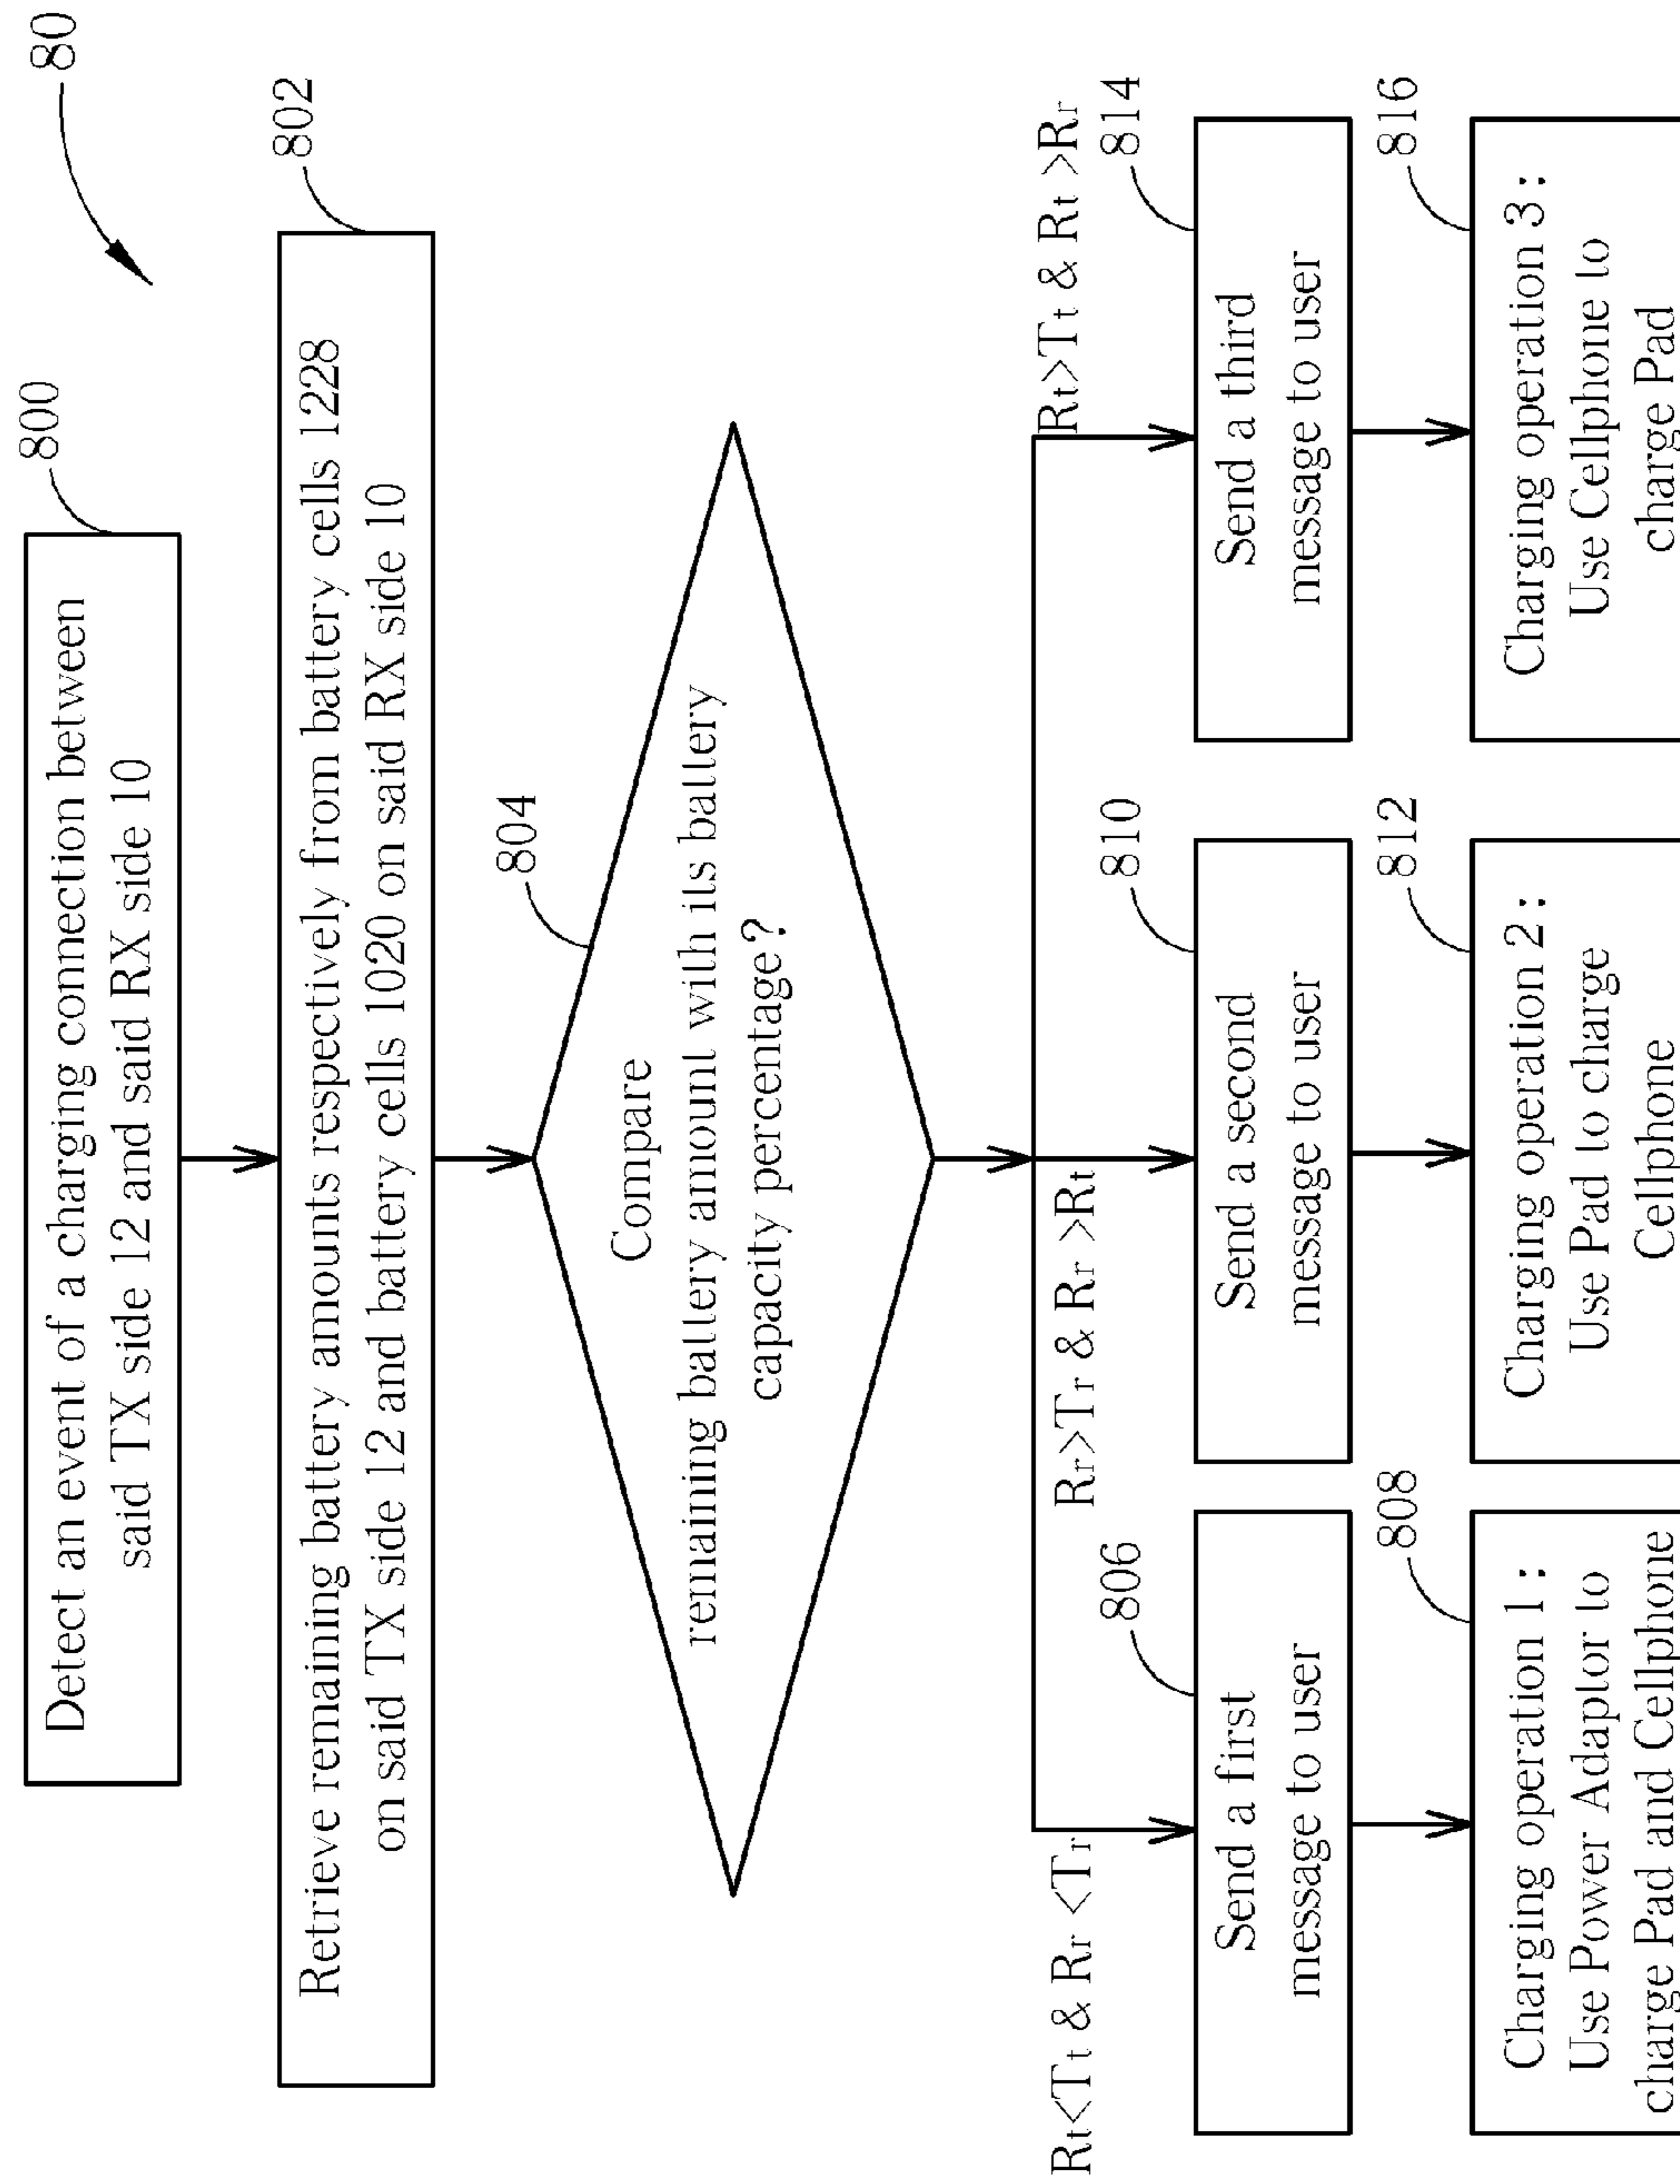 80
800
Detect an event of a charging connection between
said TX side 12 and said RX side 10
802
Retrieve remaining battery amounts respectively from battery cells 1228
on said TX side 12 and battery cells 1020 on said RX side 10
804
Compare
remaining battery amount with its battery
capacity percentage?
Rt<Tt & Rr <Tr
Rr>Tr & Rr >Rt
Rt>Tt & Rt >Rr
806
Send a first
message to user
810
Send a second
message to user
814
Send a third
message to user
808
Charging operation 1:
Use Power Adaptor to
charge Pad and Cellphone
812
Charging operation 2:
Use Pad to charge
Cellphone
816
Charging operation 3:
Use Cellphone to
charge Pad